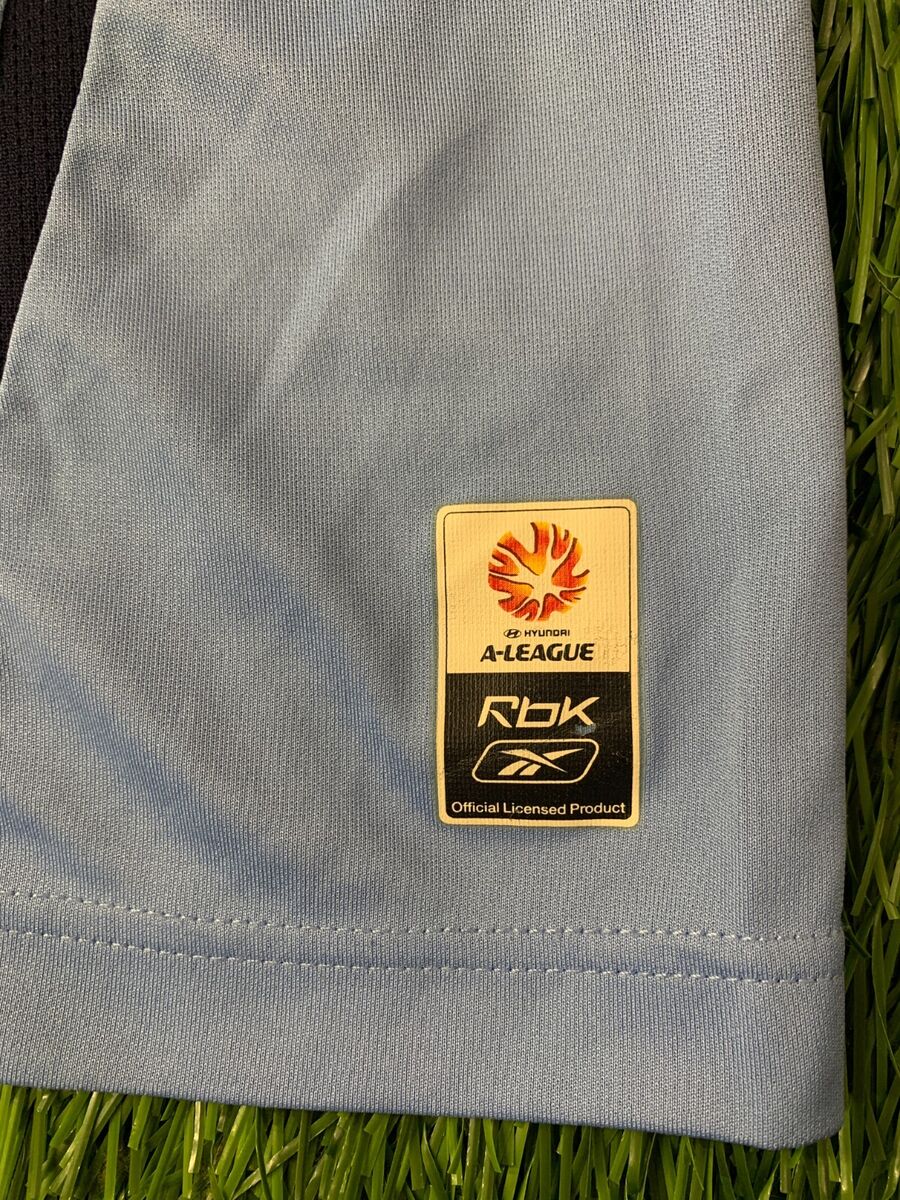 HYUNDAI
A-LEAGUE
Rbk
Official Licensed Product